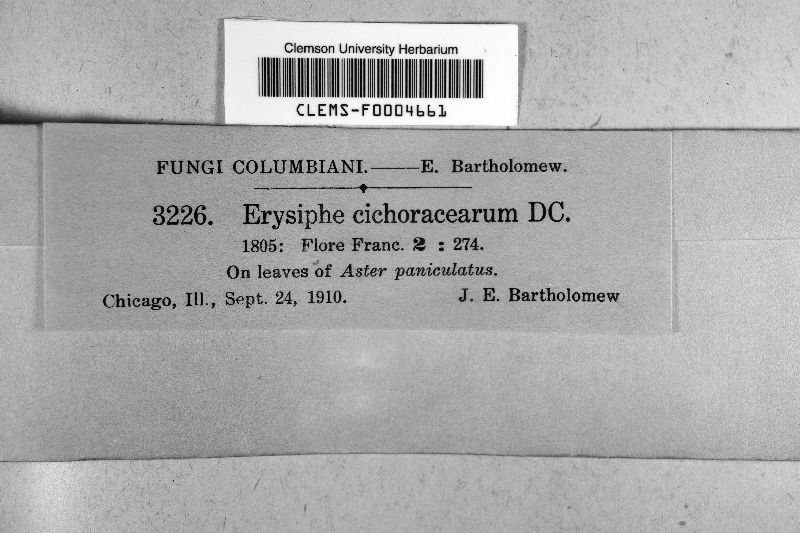 Clemson University Herbarium
CLEMS-F0004661
FUNGI COLUMBIANI.——E. Bartholomew.
3226. Erysiphe cichoracearum DC.
1805: Flore Franc. 2 : 274.
On leaves of Aster paniculatus.
Chicago, Ill., Sept. 24, 1910. J. E. Bartholomew